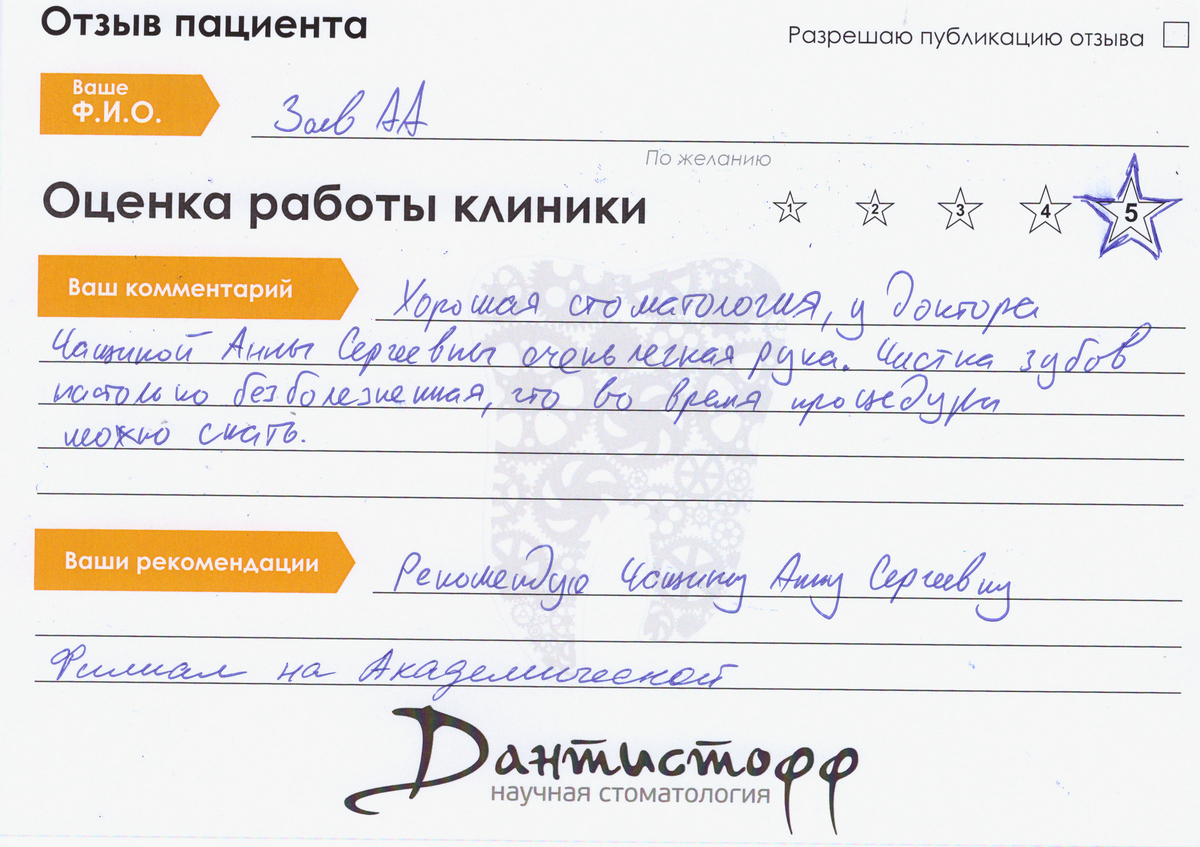 Отзыв пациента
Разрешаю публикацию отзыва
Ваше
Ф.И.О.
Заев АА
По желанию
Оценка работы клиники
1 2 3 4 5
Ваш комментарий
Хорошая стоматология, у доктора
Чащиной Анны Сергеевны очень легкая рука. Чистка зубов
настолько безболезненная, что во время процедуры
можно спать.
Ваши рекомендации
Рекомендую Чащину Анну Сергеевну
Филиал на Академической
Дантистофф
научная стоматология